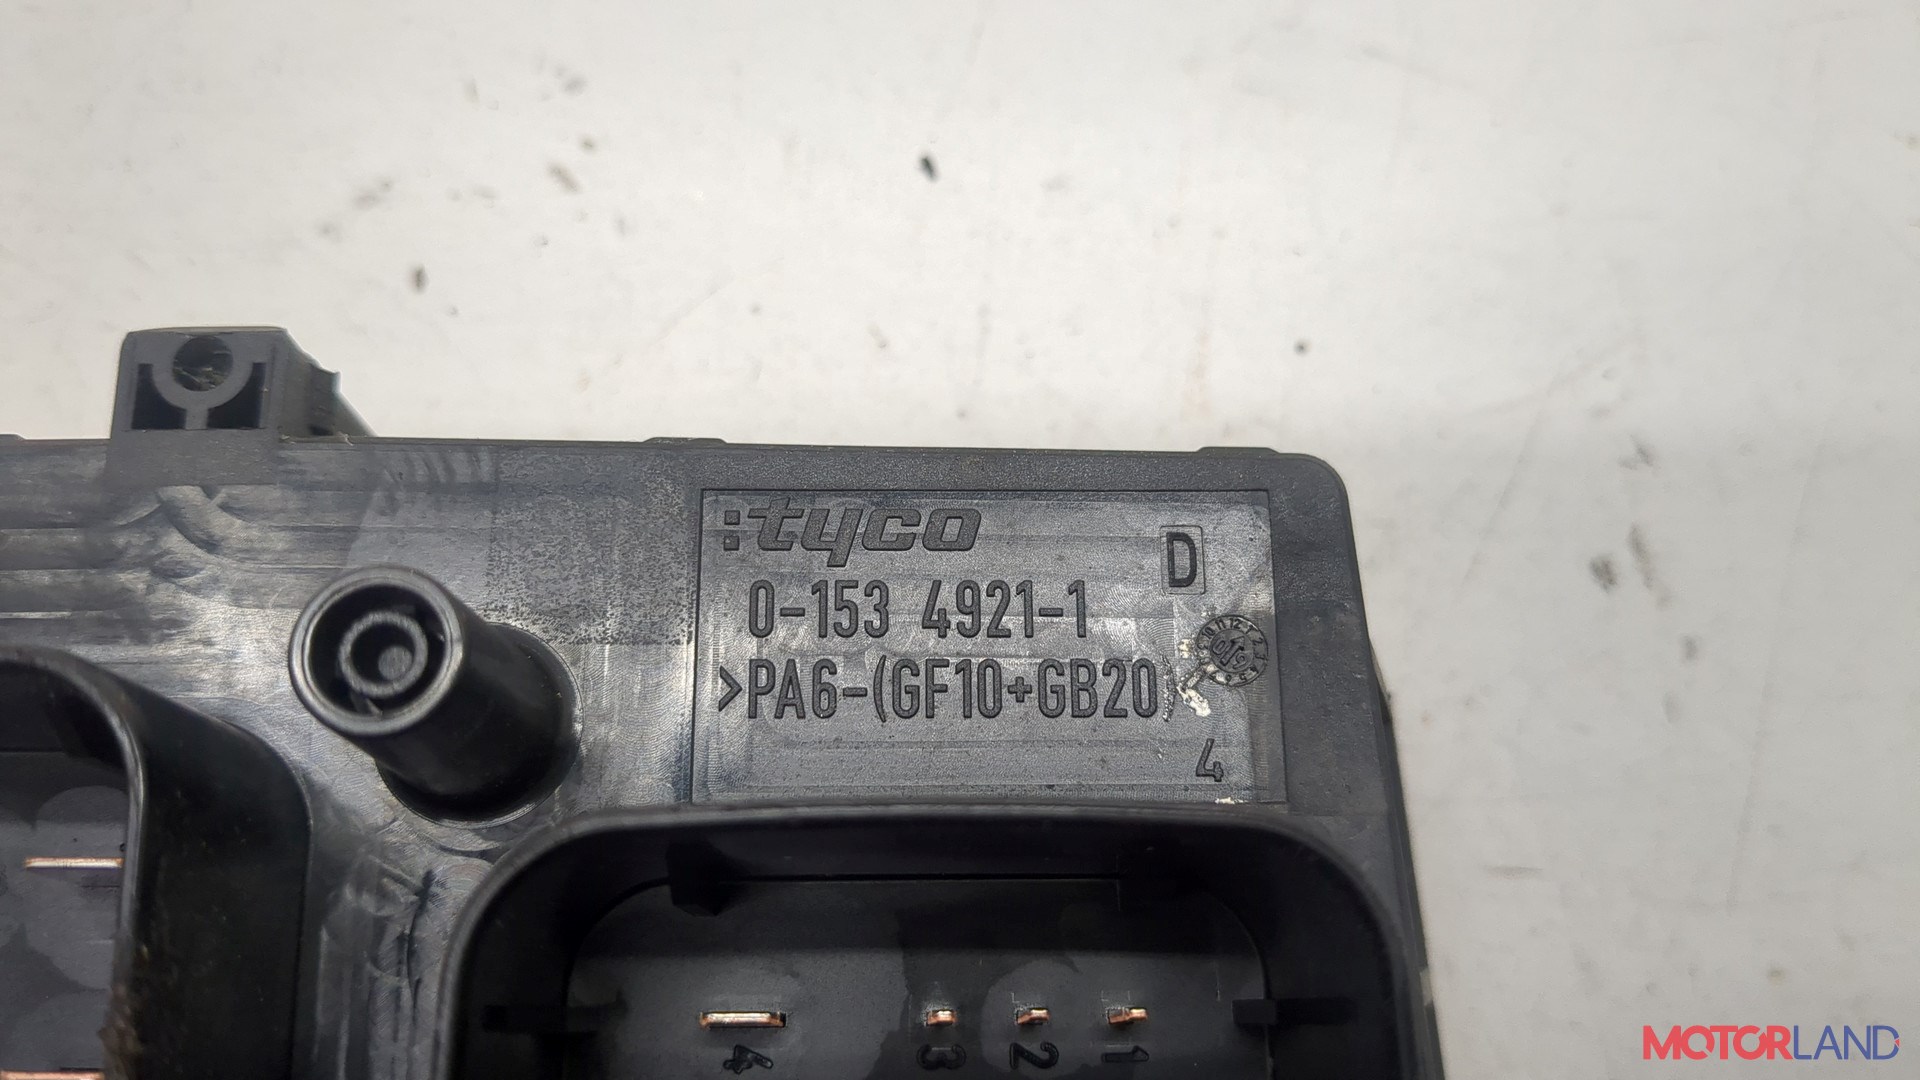 :tyco
D
0-153 4921-1
>PA6-(GF10+GB20)
4
4 3 2 1
MOTORLAND